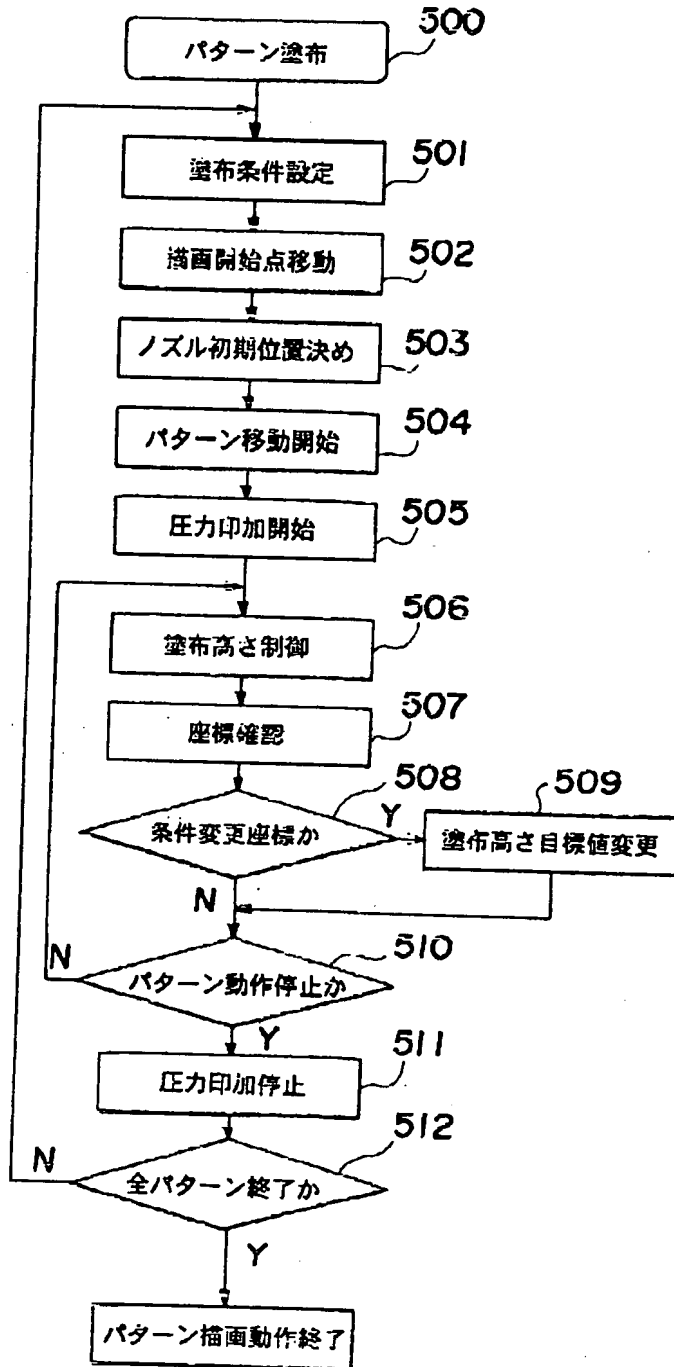 500
パターン塗布
501
塗布条件設定
502
描画開始点移動
503
ノズル初期位置決め
504
パターン移動開始
505
圧力印加開始
506
塗布高さ制御
507
座標確認
508
条件変更座標か
Y
509
塗布高さ目標値変更
N
510
パターン動作停止か
N
Y
511
圧力印加停止
512
全パターン終了か
N
Y
パターン描画動作終了